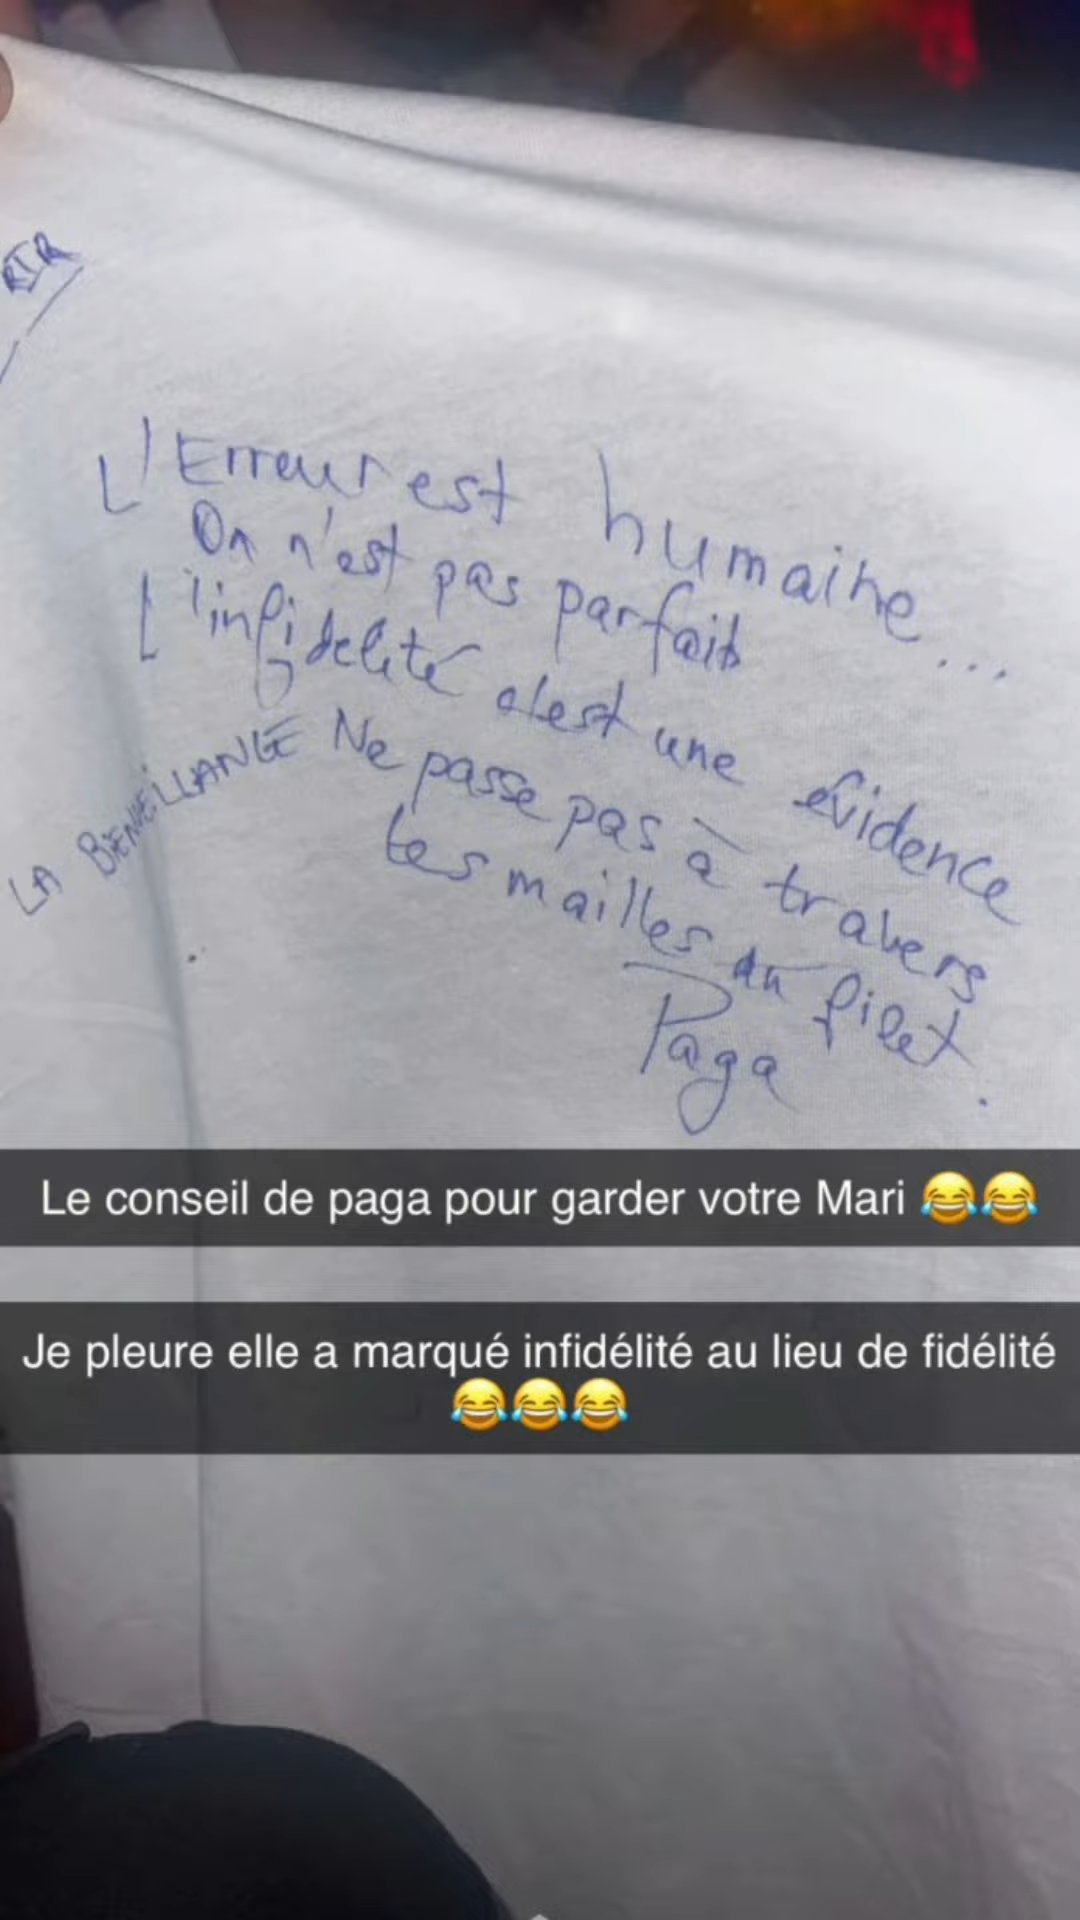 RIR
L'Erreur est humaine...
On n'est pas parfait
L'infidelité c'est une évidence
LA BIENVEILLANCE
Ne passe pas à travers
les mailles du filet.
Paga
Le conseil de paga pour garder votre Mari 😂😂
Je pleure elle a marqué infidélité au lieu de fidélité
😂😂😂